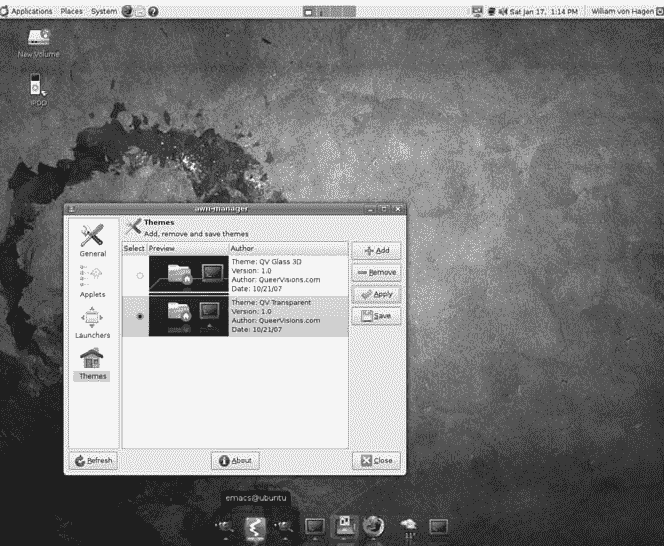 Applications Places System
Sat Jan 17, 1:14 PM William von Hagen
New Volume
IPOD
awn-manager
Themes
Add, remove and save themes
General
Applets
Launchers
Themes
Select Preview Author
Theme: QV Glass 3D
Version: 1.0
Author: QueerVisions.com
Date: 10/21/07
Theme: QV Transparent
Version: 1.0
Author: QueerVisions.com
Date: 10/21/07
Add
Remove
Apply
Save
Refresh
About
Close
emacs@ubuntu